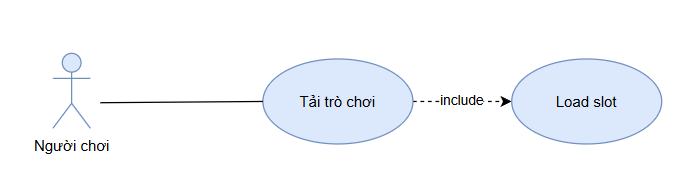 Tải trò chơi
include
Load slot
Người chơi